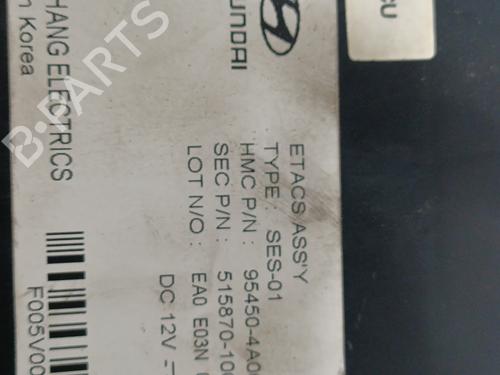 CU
HYUNDAI
ETACS ASS'Y
TYPE : SES-01
HMC P/N : 95450-4A0
SEC P/N : 515870-10
LOT N/O : EA0 E03N
DC 12V
HANG ELECTRICS
n Korea
F005V00
B-PARTS